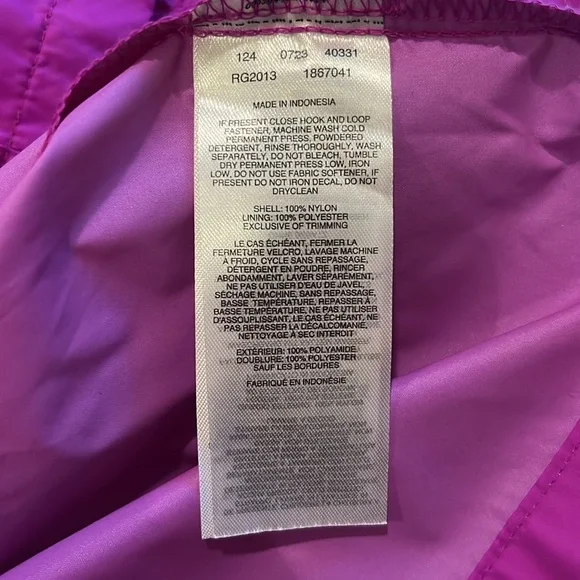 124 0723 40331
RG2013 1867041
MADE IN INDONESIA
IF PRESENT CLOSE HOOK AND LOOP
FASTENER, MACHINE WASH COLD
PERMANENT PRESS, POWDERED
DETERGENT, RINSE THOROUGHLY, WASH
SEPARATELY, DO NOT BLEACH, TUMBLE
DRY PERMANENT PRESS LOW, IRON
LOW, DO NOT USE FABRIC SOFTENER, IF
PRESENT DO NOT IRON DECAL, DO NOT
DRYCLEAN
SHELL: 100% NYLON
LINING: 100% POLYESTER
EXCLUSIVE OF TRIMMING
LE CAS ÉCHÉANT, FERMER LA
FERMETURE VELCRO, LAVAGE MACHINE
À FROID, CYCLE SANS REPASSAGE,
DÉTERGENT EN POUDRE, RINCER
ABONDAMMENT, LAVER SÉPARÉMENT,
NE PAS UTILISER D'EAU DE JAVEL,
SÉCHAGE MACHINE, SANS REPASSAGE,
BASSE TEMPÉRATURE, REPASSER À
BASSE TEMPÉRATURE, NE PAS UTILISER
D'ASSOUPLISSANT, LE CAS ÉCHÉANT, NE
PAS REPASSER LA DÉCALCOMANIE,
NETTOYAGE À SEC INTERDIT
EXTÉRIEUR: 100% POLYAMIDE
DOUBLURE: 100% POLYESTER
SAUF LES BORDURES
FABRIQUÉ EN INDONÉSIE